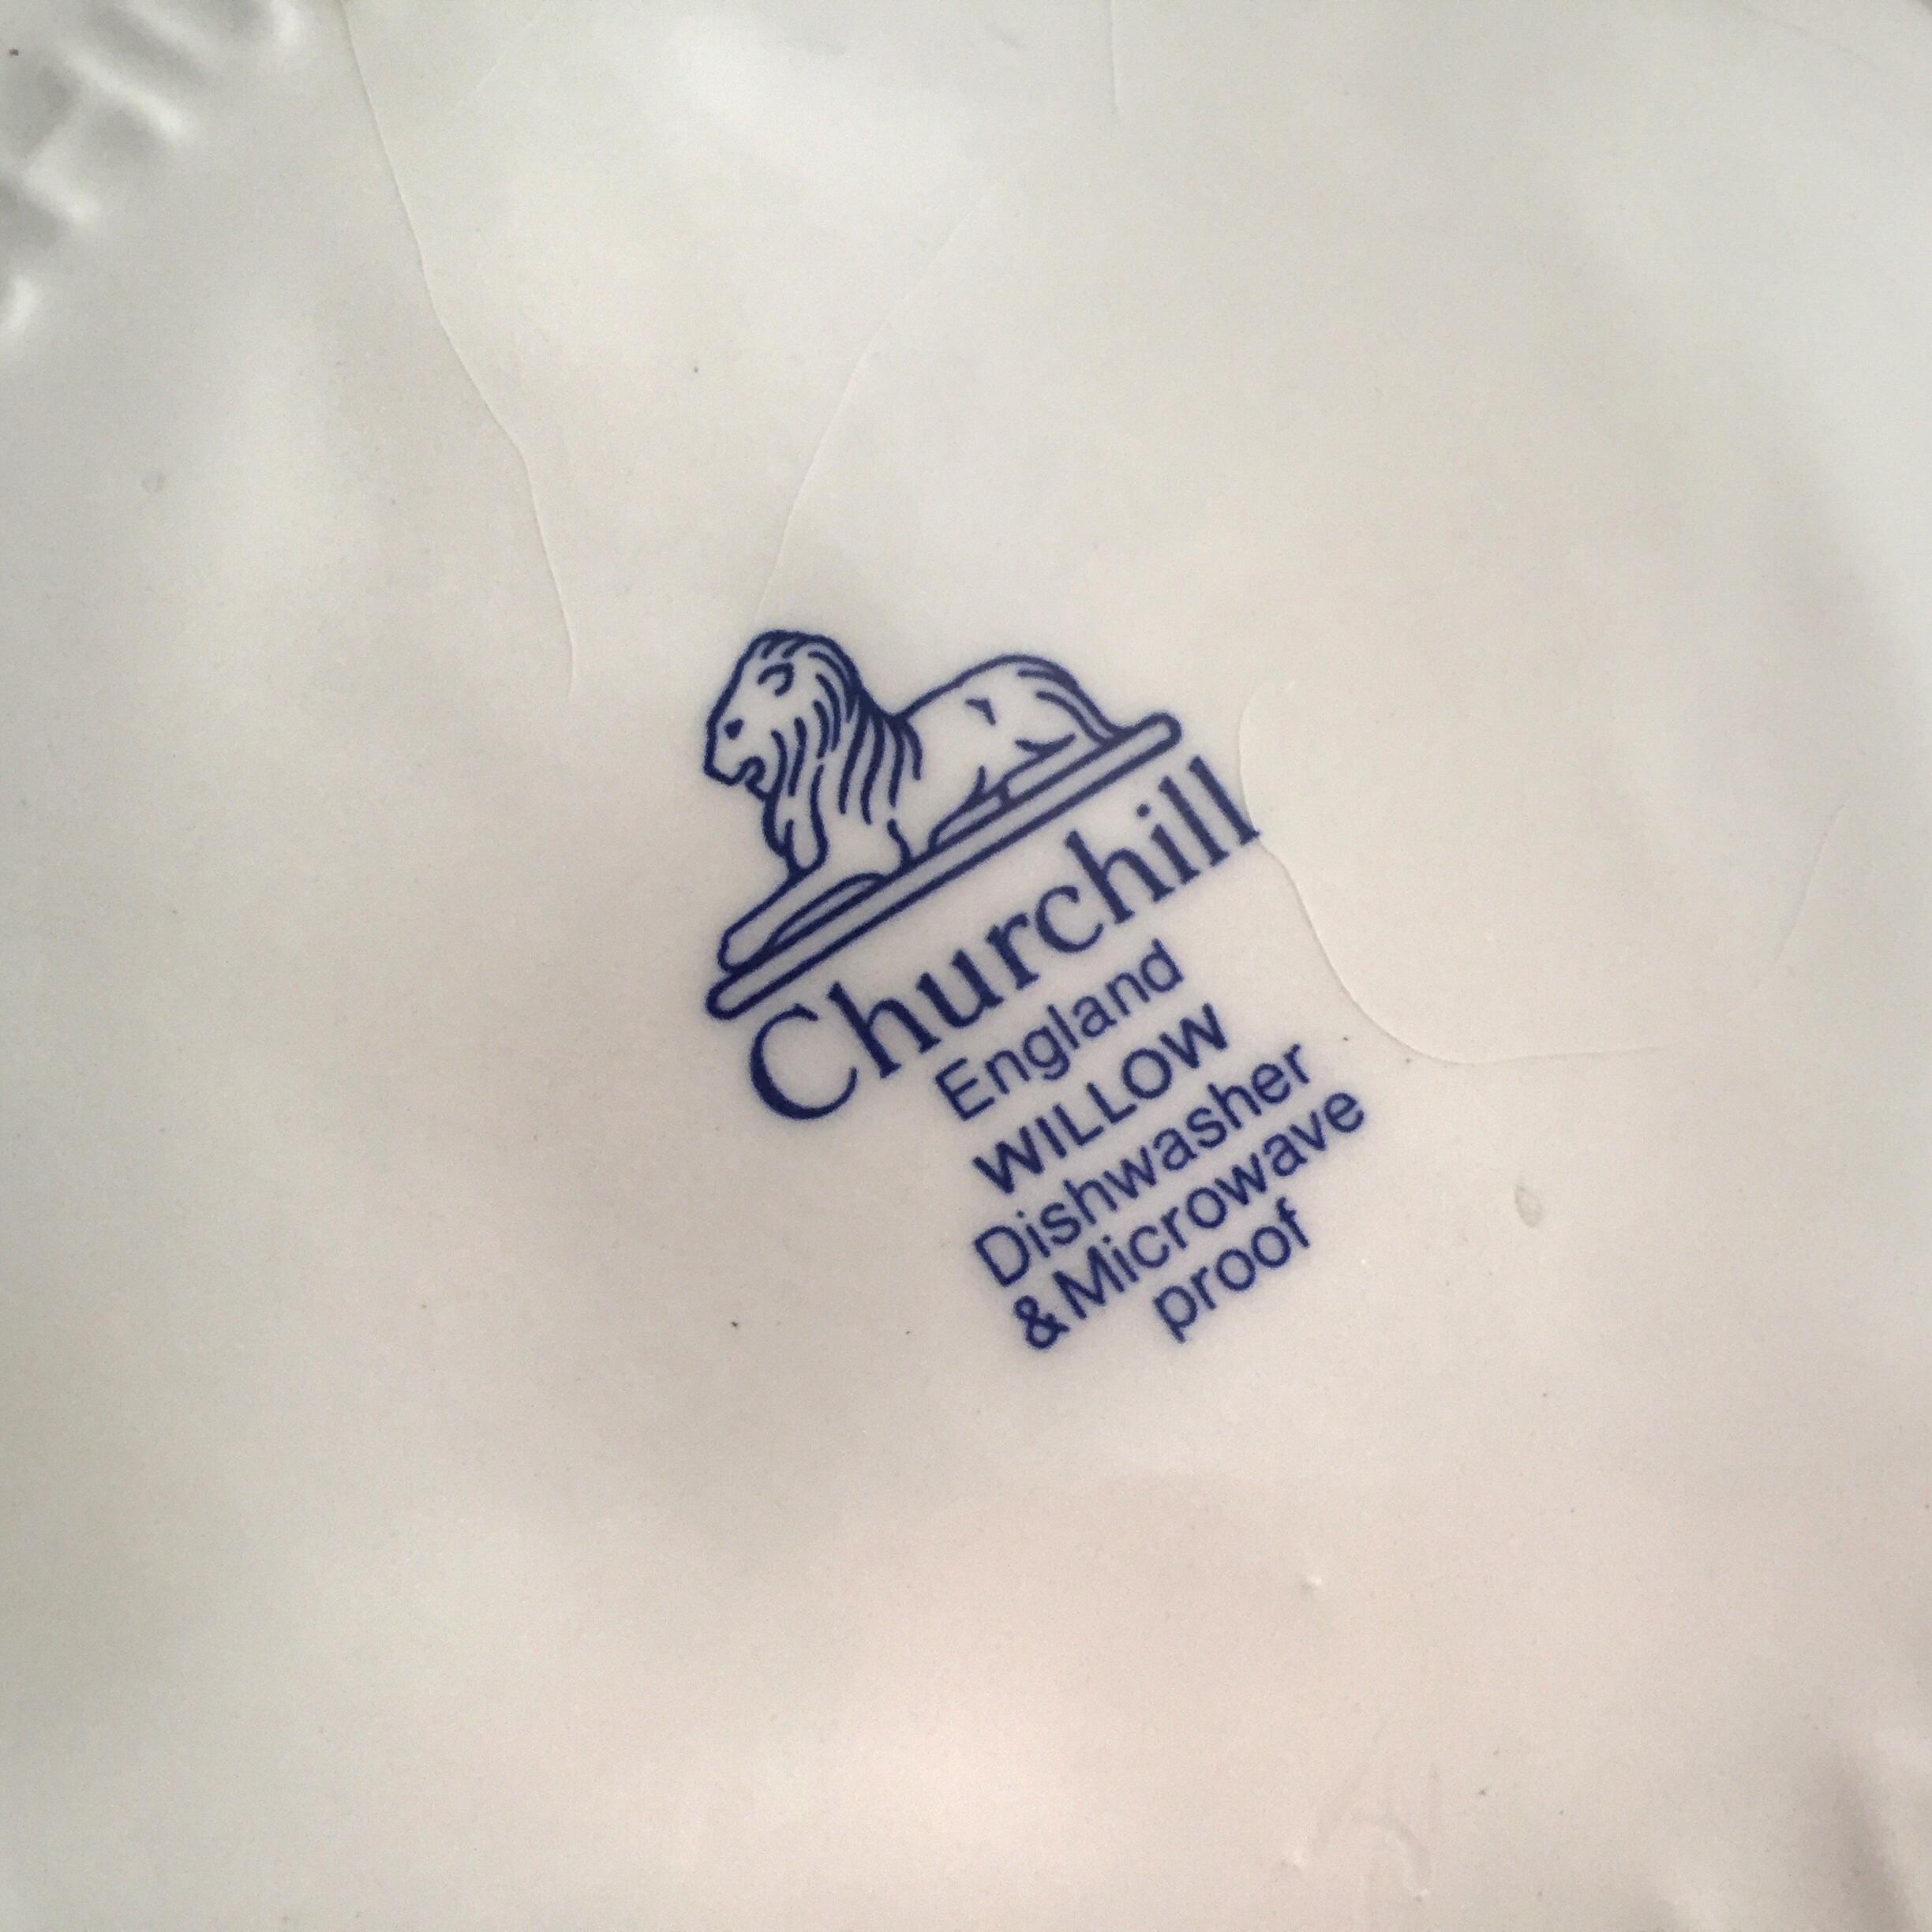 Churchill
England
WILLOW
Dishwasher
&Microwave
proof